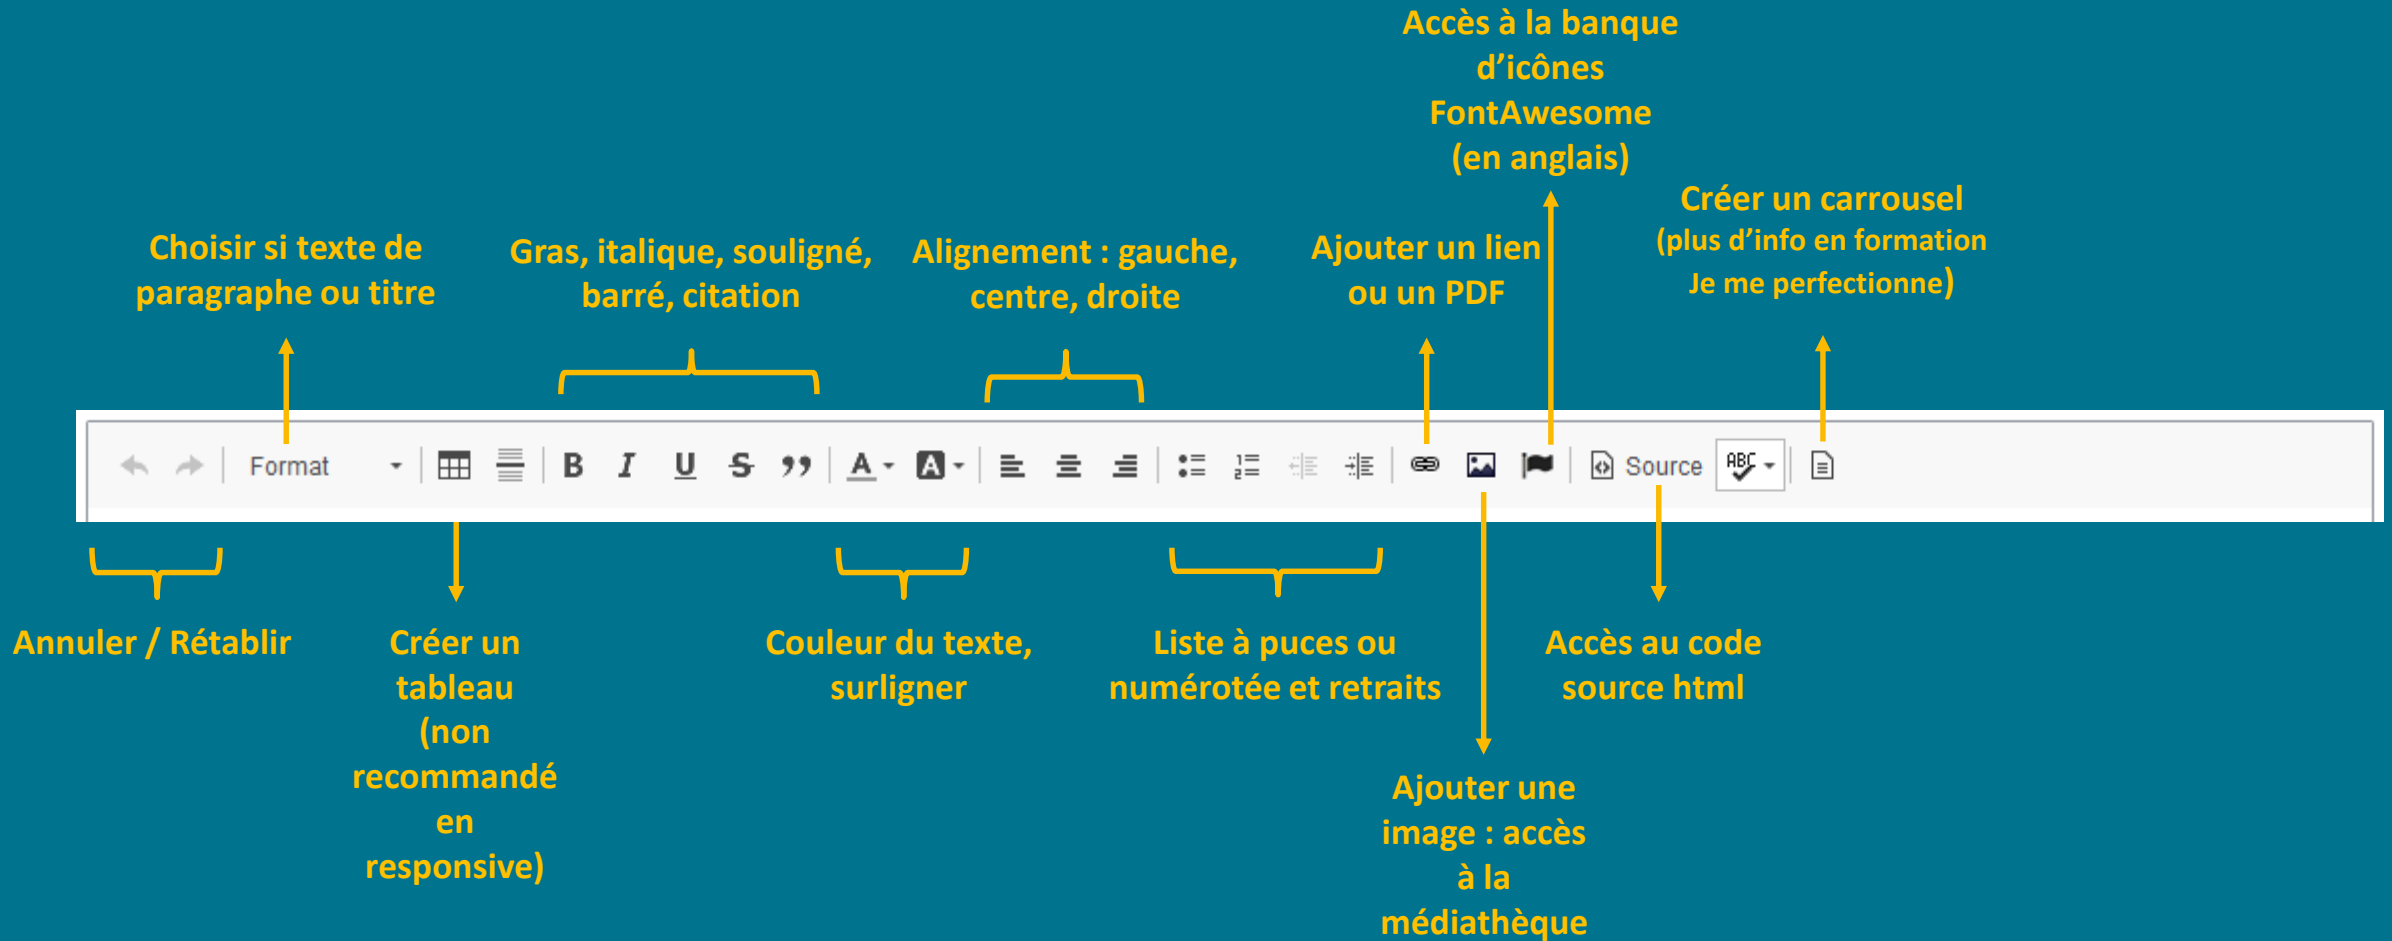 Accès à la banque
d’icônes
FontAwesome
(en anglais)
Créer un carrousel
(plus d’info en formation
Je me perfectionne)
Choisir si texte de
paragraphe ou titre
Gras, italique, souligné,
barré, citation
Alignement : gauche,
centre, droite
Ajouter un lien
ou un PDF
Format
B I U S A A
Source
ABC
Annuler / Rétablir
Créer un
tableau
(non
recommandé
en
responsive)
Couleur du texte,
surligner
Liste à puces ou
numérotée et retraits
Accès au code
source html
Ajouter une
image : accès
à la
médiathèque